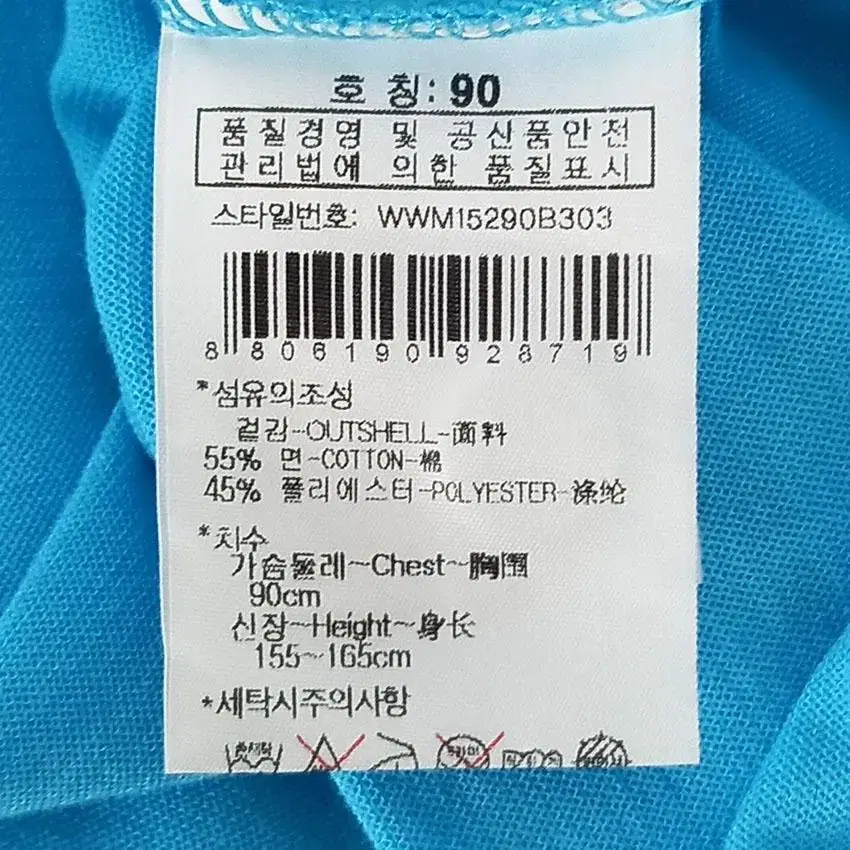 호 칭: 90
품질경영 및 공산품안전
관리법에 의한 품질표시
스타일번호: WWM15290B303
8 806190 928719
*섬유의조성
겉감-OUTSHELL-面料
55% 면-COTTON-棉
45% 폴리에스터-POLYESTER-涤纶
*치수
가슴둘레~Chest~胸围
90cm
신장~Height~身长
155~165cm
*세탁시주의사항
손세탁